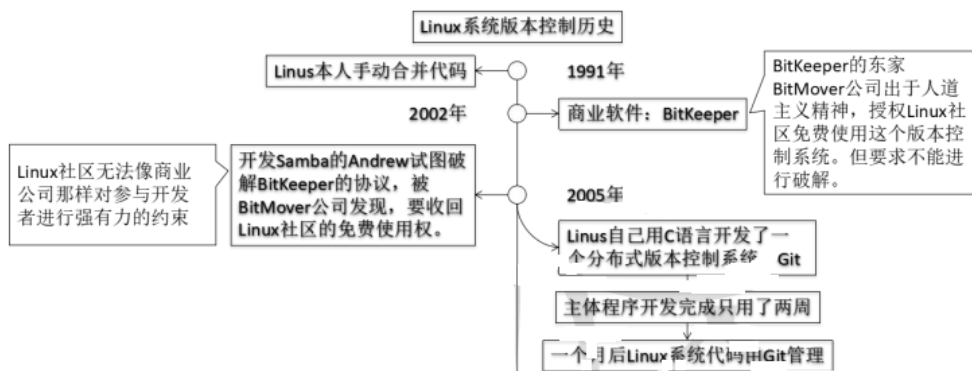 Linux系统版本控制历史
Linus本人手动合并代码
1991年
2002年
商业软件：BitKeeper
BitKeeper的东家
BitMover公司出于人道
主义精神，授权Linux社
区免费使用这个版本控
制系统。但要求不能进
行破解。
Linux社区无法像商业
公司那样对参与开发
者进行强有力的约束
开发Samba的Andrew试图破
解BitKeeper的协议，被
BitMover公司发现，要收回
Linux社区的免费使用权。
2005年
Linus自己用C语言开发了一
个分布式版本控制系统 Git
主体程序开发完成只用了两周
一个月后Linux系统代码由Git管理